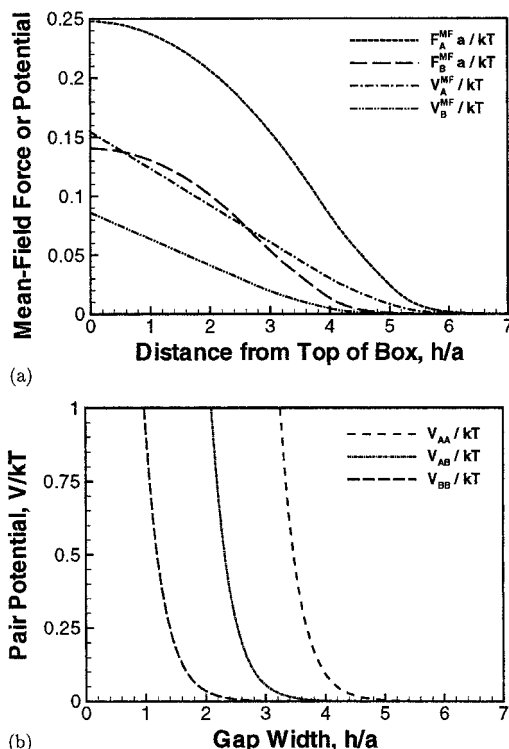 Mean-Field Force or Potential
0.25
0.2
0.15
0.1
0.05
0
F_A^MF a / kT
F_B^MF a / kT
V_A^MF / kT
V_B^MF / kT
0 1 2 3 4 5 6 7
Distance from Top of Box, h/a
(a)
Pair Potential, V/kT
1
0.75
0.5
0.25
0
V_AA / kT
V_AB / kT
V_BB / kT
0 1 2 3 4 5 6 7
Gap Width, h/a
(b)